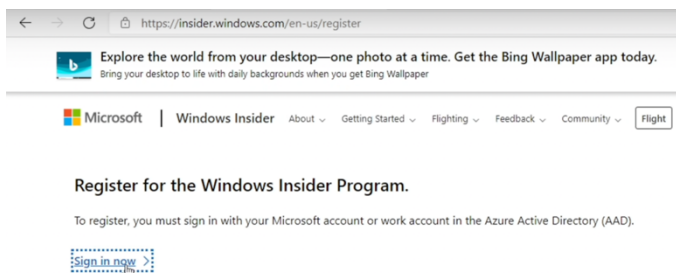 https://insider.windows.com/en-us/register
Explore the world from your desktop—one photo at a time. Get the Bing Wallpaper app today.
Bring your desktop to life with daily backgrounds when you get Bing Wallpaper
Microsoft | Windows Insider About Getting Started Flighting Feedback Community Flight
Register for the Windows Insider Program.
To register, you must sign in with your Microsoft account or work account in the Azure Active Directory (AAD).
Sign in now >